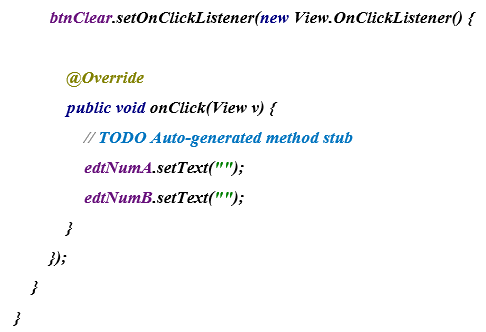 btnClear.setOnClickListener(new View.OnClickListener() {
@Override
public void onClick(View v) {
// TODO Auto-generated method stub
edtNumA.setText("");
edtNumB.setText("");
}
});
}
}